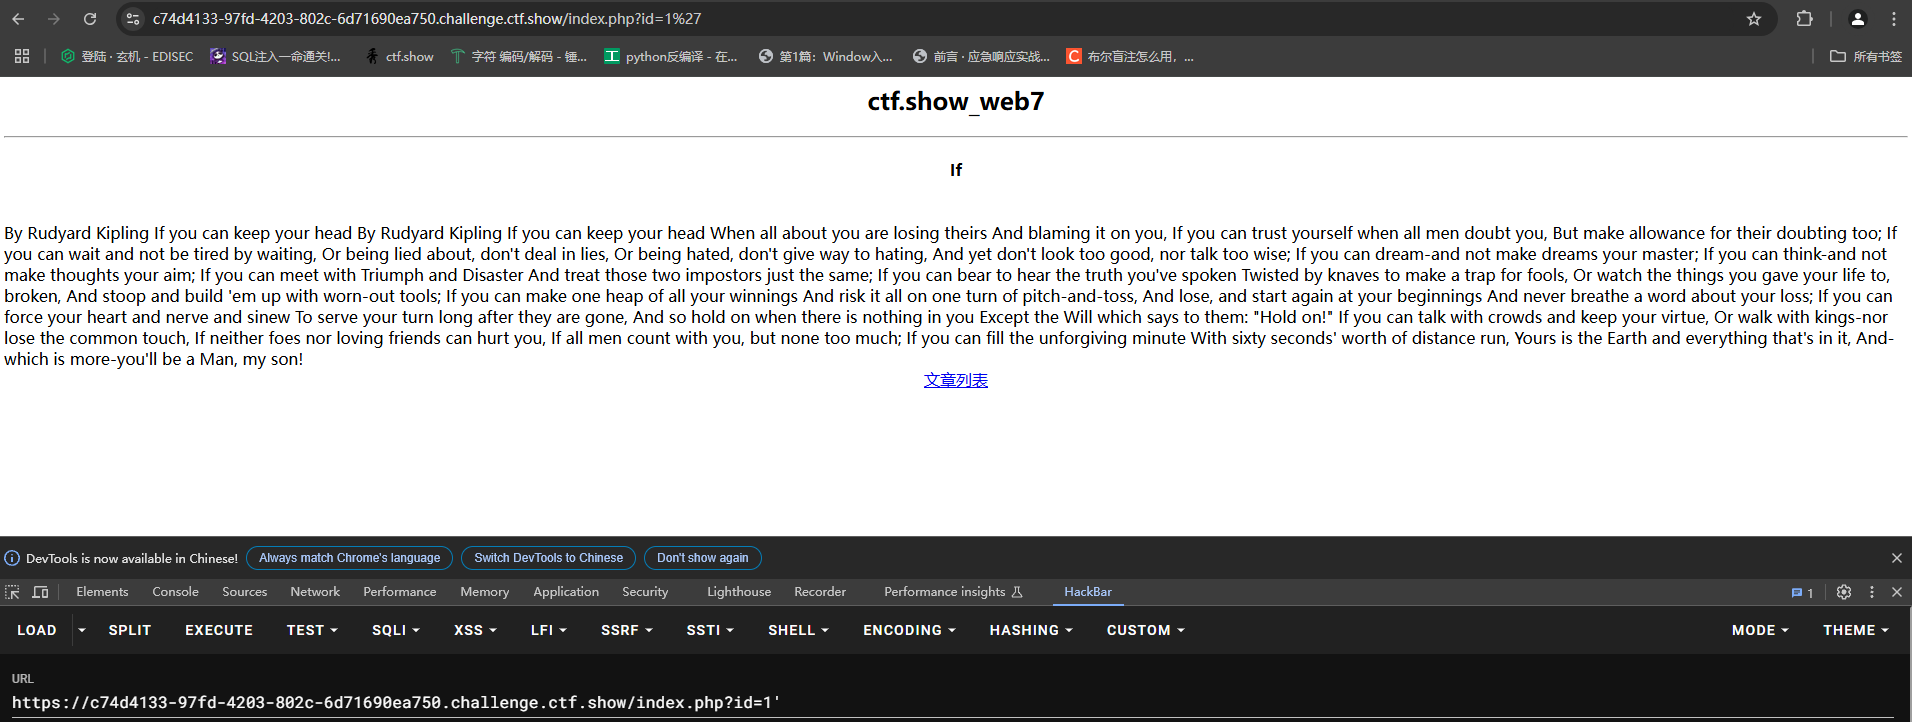 c74d4133-97fd-4203-802c-6d71690ea750.challenge.ctf.show/index.php?id=1%27
登陆 · 玄机 - EDISEC SQL注入一命通关!... ctf.show 字符 编码/解码 - 锤... python反编译 - 在... 第1篇：Window入... 前言 · 应急响应实战... 布尔盲注怎么用，... 所有书签
ctf.show_web7
If
By Rudyard Kipling If you can keep your head By Rudyard Kipling If you can keep your head When all about you are losing theirs And blaming it on you, If you can trust yourself when all men doubt you, But make allowance for their doubting too; If
you can wait and not be tired by waiting, Or being lied about, don't deal in lies, Or being hated, don't give way to hating, And yet don't look too good, nor talk too wise; If you can dream-and not make dreams your master; If you can think-and not
make thoughts your aim; If you can meet with Triumph and Disaster And treat those two impostors just the same; If you can bear to hear the truth you've spoken Twisted by knaves to make a trap for fools, Or watch the things you gave your life to,
broken, And stoop and build 'em up with worn-out tools; If you can make one heap of all your winnings And risk it all on one turn of pitch-and-toss, And lose, and start again at your beginnings And never breathe a word about your loss; If you can
force your heart and nerve and sinew To serve your turn long after they are gone, And so hold on when there is nothing in you Except the Will which says to them: "Hold on!" If you can talk with crowds and keep your virtue, Or walk with kings-nor
lose the common touch, If neither foes nor loving friends can hurt you, If all men count with you, but none too much; If you can fill the unforgiving minute With sixty seconds' worth of distance run, Yours is the Earth and everything that's in it, And-
which is more-you'll be a Man, my son!
文章列表
DevTools is now available in Chinese! Always match Chrome's language Switch DevTools to Chinese Don't show again
Elements Console Sources Network Performance Memory Application Security Lighthouse Recorder Performance insights HackBar 1
LOAD SPLIT EXECUTE TEST SQLI XSS LFI SSRF SSTI SHELL ENCODING HASHING CUSTOM MODE THEME
URL
https://c74d4133-97fd-4203-802c-6d71690ea750.challenge.ctf.show/index.php?id=1'